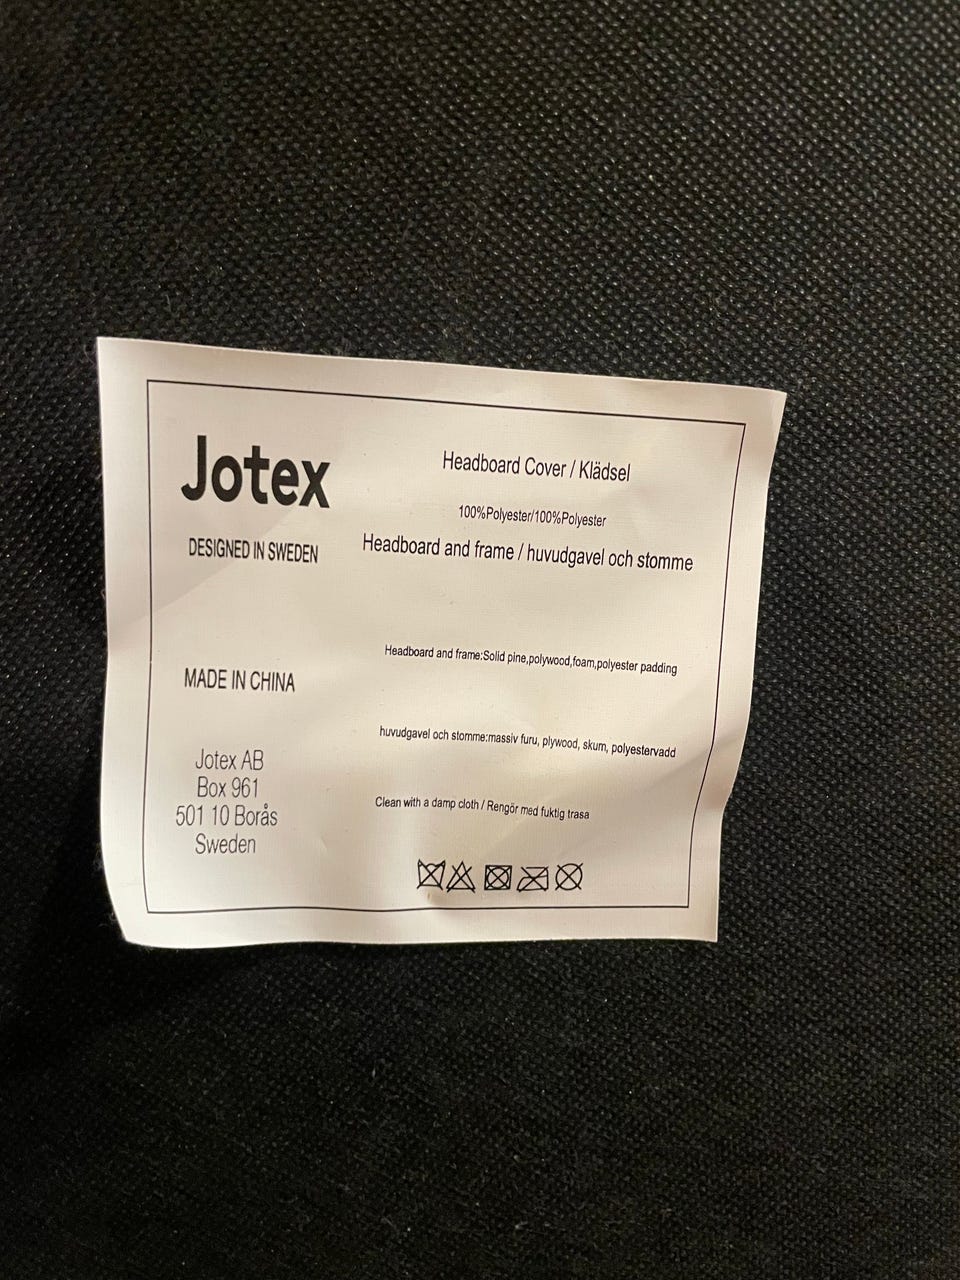 Jotex
DESIGNED IN SWEDEN
MADE IN CHINA
Jotex AB
Box 961
501 10 Borås
Sweden
Headboard Cover / Klädsel
100%Polyester/100%Polyester
Headboard and frame / huvudgavel och stomme
Headboard and frame:Solid pine,polywood,foam,polyester padding
huvudgavel och stomme:massiv furu, plywood, skum, polyestervadd
Clean with a damp cloth / Rengör med fuktig trasa